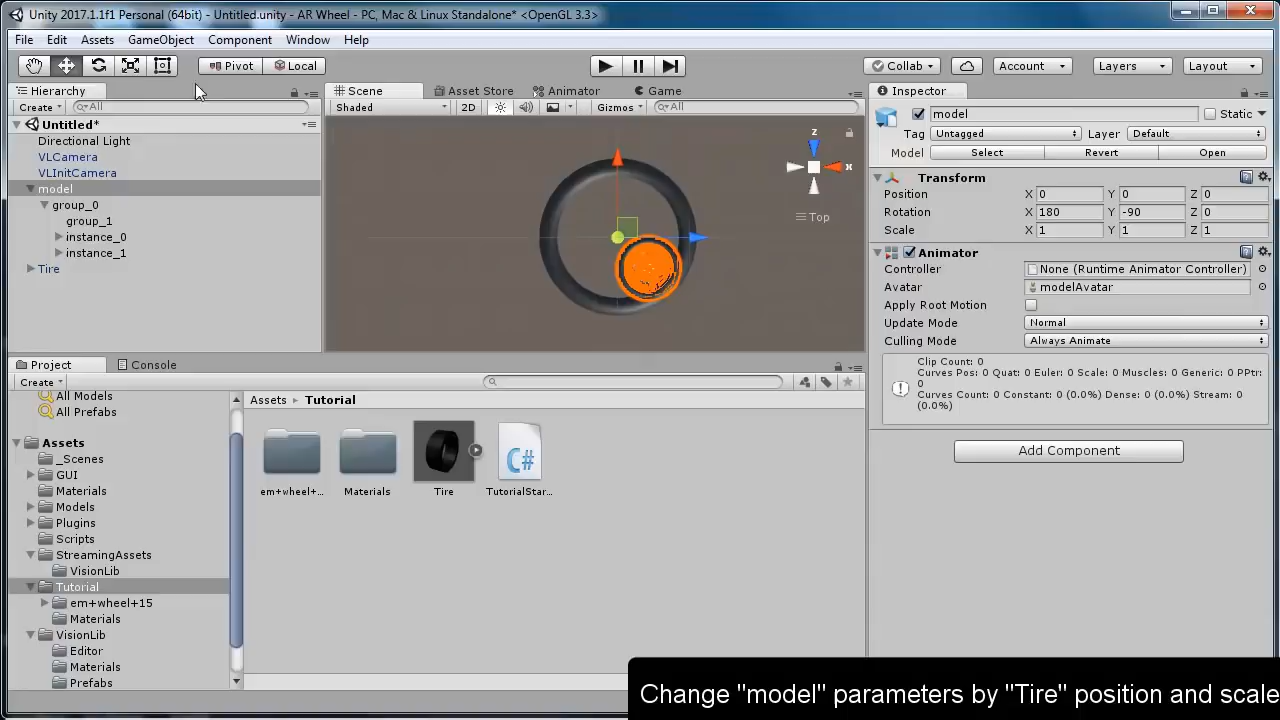 Unity 2017.1.1f1 Personal (64bit) - Untitled.unity - AR Wheel - PC, Mac & Linux Standalone* <OpenGL 3.3>
File Edit Assets GameObject Component Window Help
Pivot Local Collab Account Layers Layout
Hierarchy
Create All
Untitled*
Directional Light
VLCamera
VLInitCamera
model
group_0
group_1
instance_0
instance_1
Tire
Scene Asset Store Animator Game
Shaded 2D Gizmos All
z
x
Top
Inspector
model Static
Tag Untagged Layer Default
Model Select Revert Open
Transform
Position X 0 Y 0 Z 0
Rotation X 180 Y -90 Z 0
Scale X 1 Y 1 Z 1
Animator
Controller None (Runtime Animator Controller)
Avatar modelAvatar
Apply Root Motion
Update Mode Normal
Culling Mode Always Animate
Clip Count: 0
Curves Pos: 0 Quat: 0 Euler: 0 Scale: 0 Muscles: 0 Generic: 0 PPtr:
0
Curves Count: 0 Constant: 0 (0.0%) Dense: 0 (0.0%) Stream: 0
(0.0%)
Add Component
Project Console
Create
All Models
All Prefabs
Assets
_Scenes
GUI
Materials
Models
Plugins
Scripts
StreamingAssets
VisionLib
Tutorial
em+wheel+15
Materials
VisionLib
Editor
Materials
Prefabs
Assets Tutorial
C#
em+wheel+... Materials Tire TutorialStar...
Change "model" parameters by "Tire" position and scale